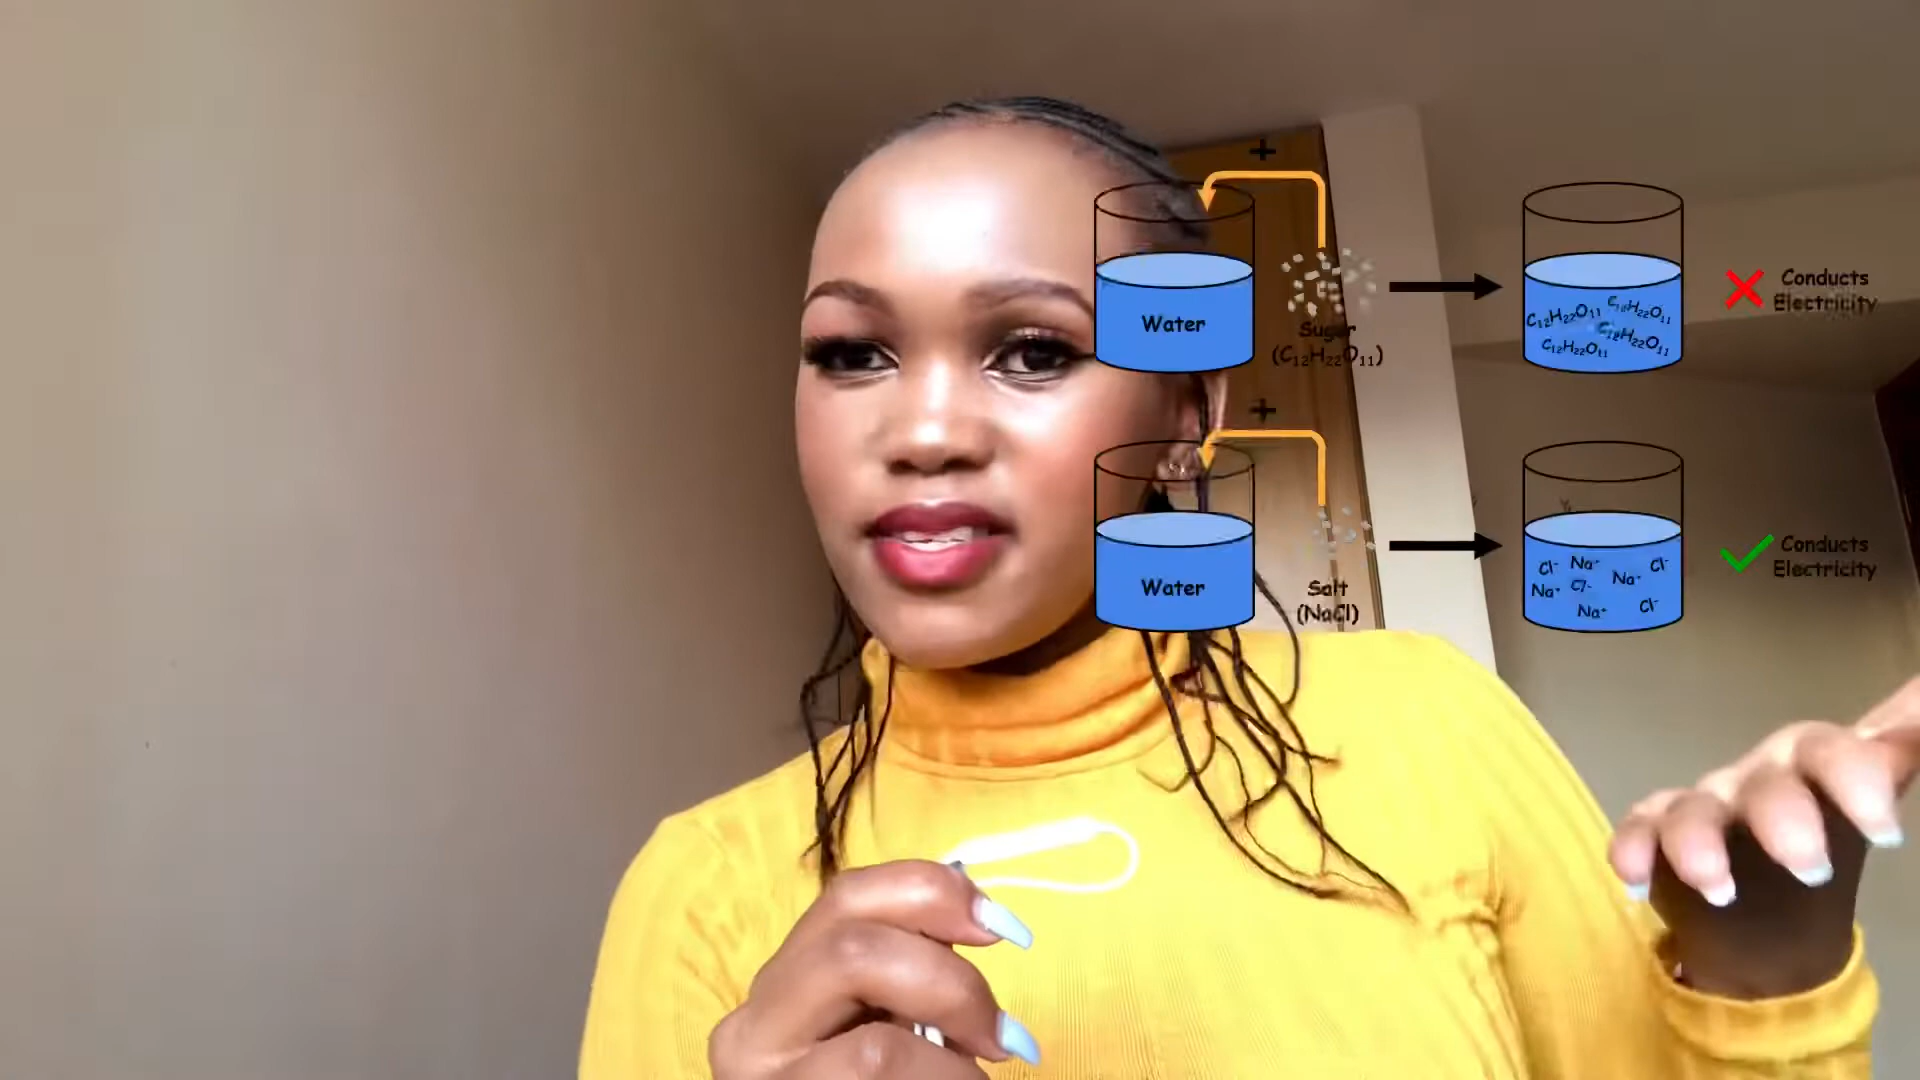 +
Water
Sugar
(C₁₂H₂₂O₁₁)
C₁₂H₂₂O₁₁
C₁₂H₂₂O₁₁
C₁₂H₂₂O₁₁
C₁₂H₂₂O₁₁
Conducts
Electricity
+
Water
Salt
(NaCl)
Cl⁻ Na⁺ Cl⁻
Na⁺ Cl⁻ Na⁺
Na⁺ Cl⁻
Conducts
Electricity